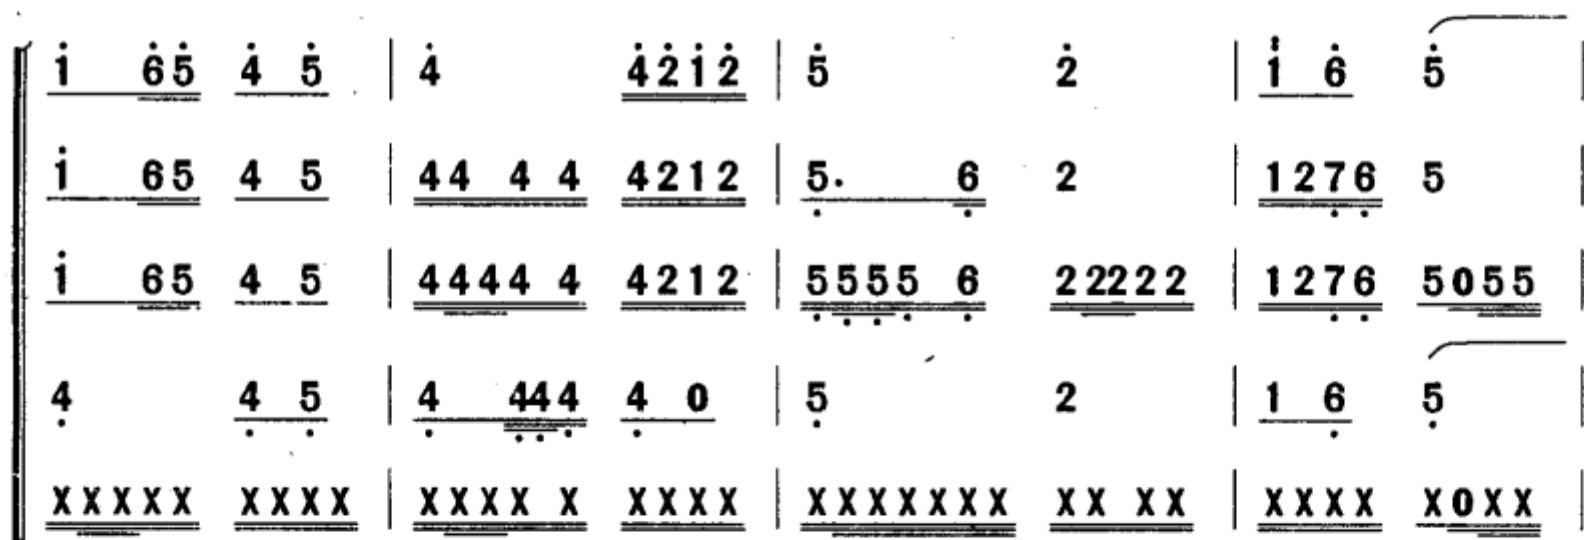 1 65 4 5 | 4 4212 | 5 2 | 1 6 5 |
1 65 4 5 | 44 4 4 4212 | 5. 6 2 | 1276 5 |
1 65 4 5 | 4444 4 4212 | 5555 6 22222 | 1276 5055 |
4 4 5 | 4 444 4 0 | 5 2 | 1 6 5 |
XXXXX XXXX | XXXX X XXXX | XXXXXXX XX XX | XXXX X0XX |